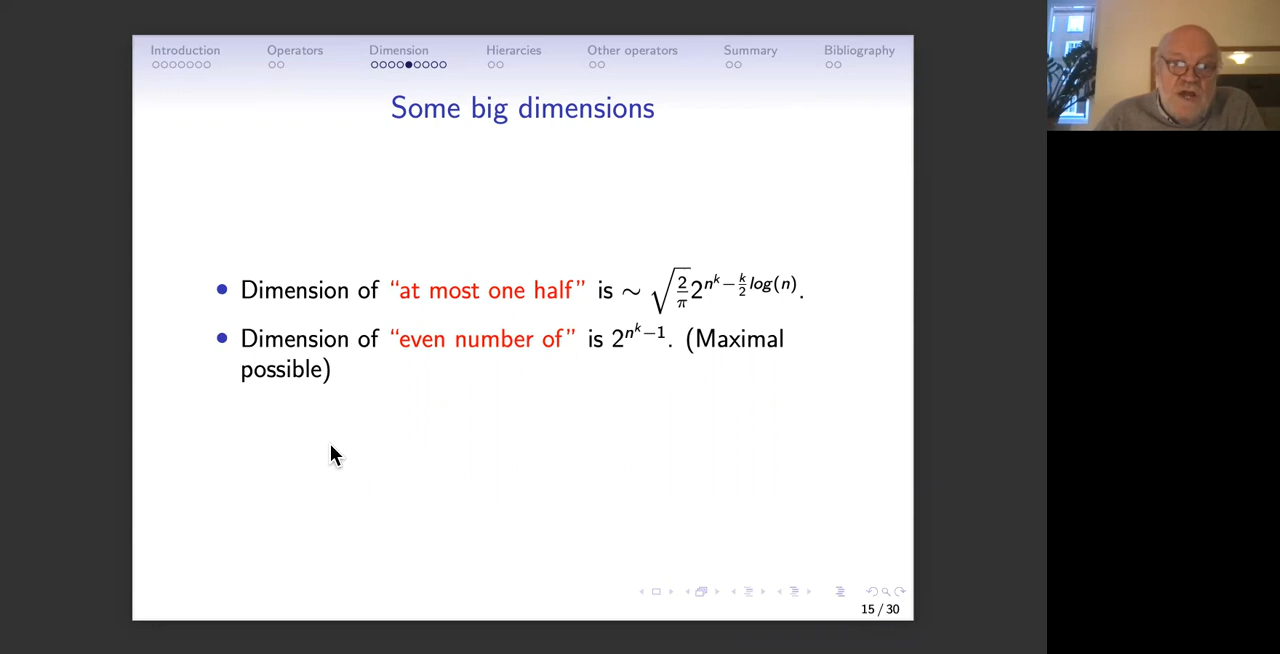 Introduction Operators Dimension Hierarcies Other operators Summary Bibliography
Some big dimensions
• Dimension of “at most one half” is ∼ √(2/π) 2^{n^k − (k/2) log(n)}.
• Dimension of “even number of” is 2^{n^k−1}. (Maximal
possible)
15 / 30